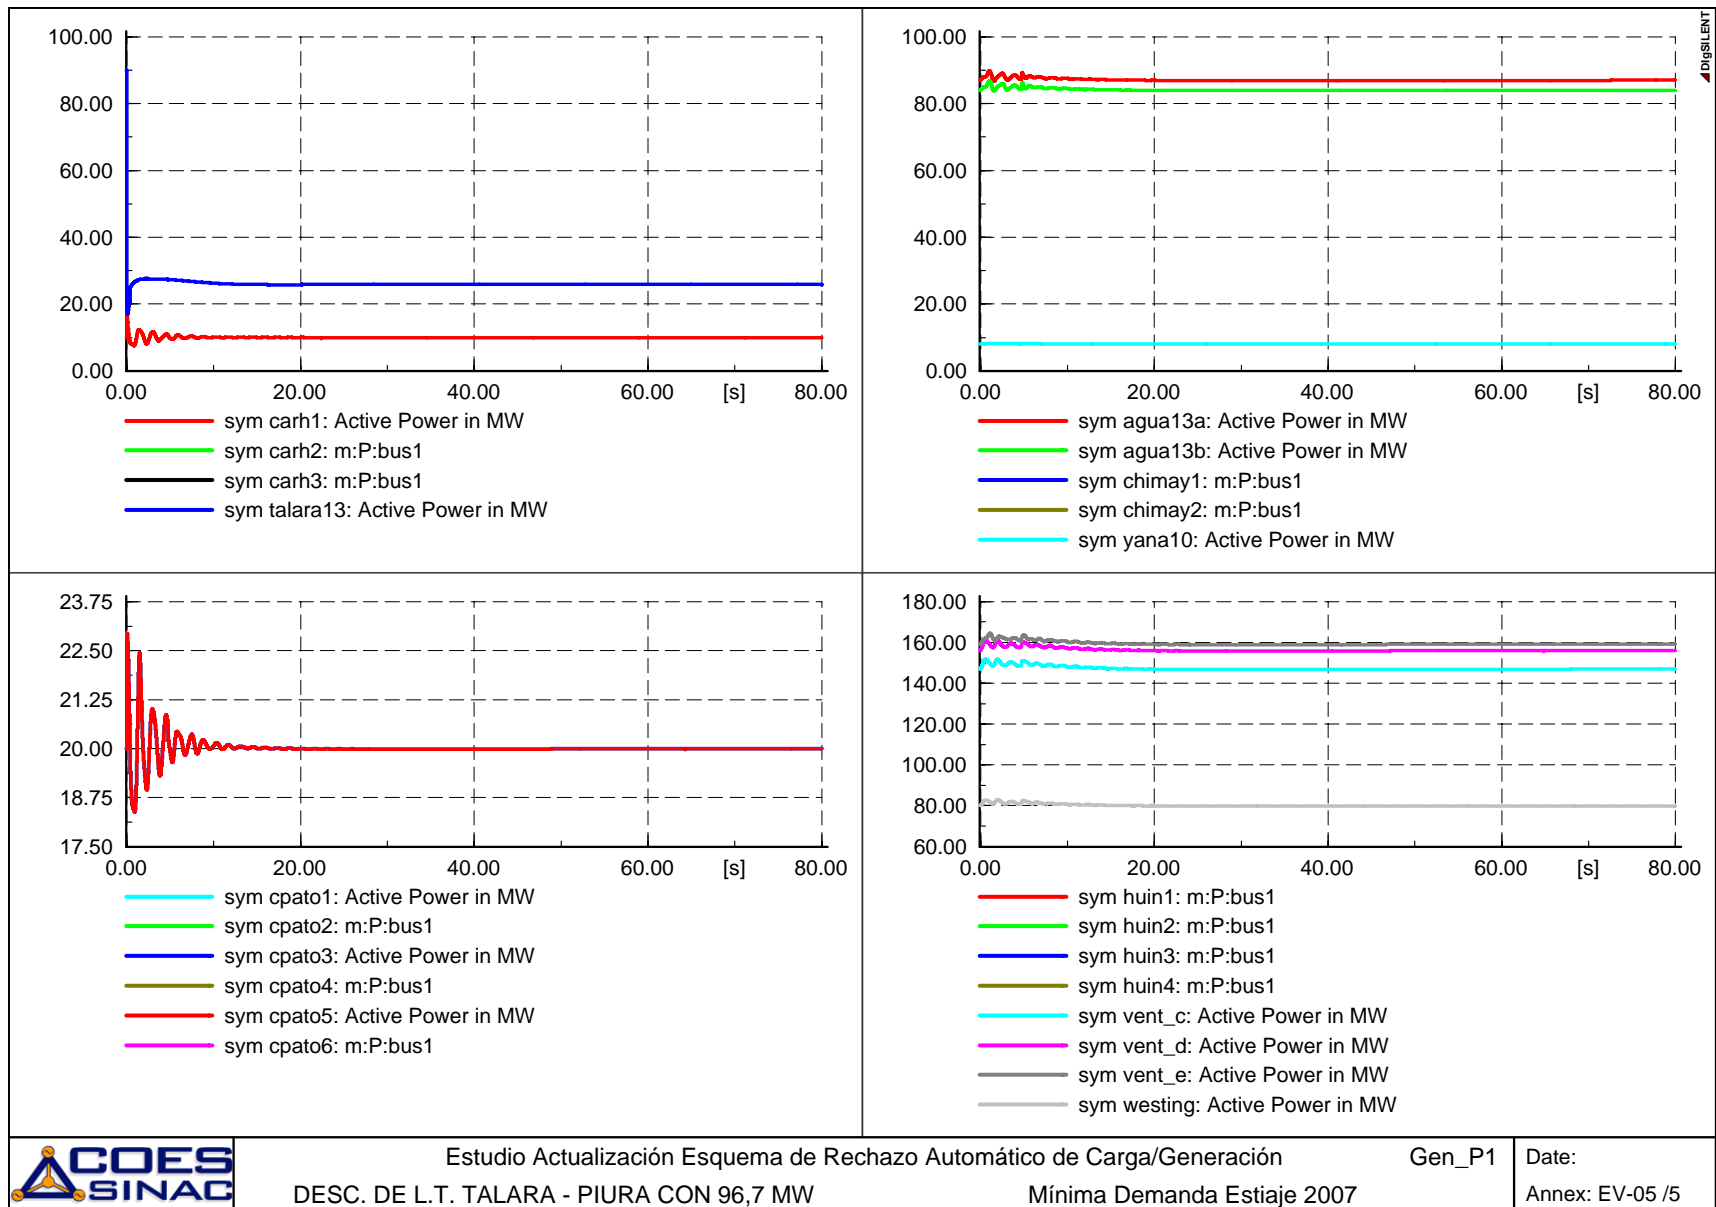 100.00
80.00
60.00
40.00
20.00
0.00
0.00 20.00 40.00 60.00 [s] 80.00
sym carh1: Active Power in MW
sym carh2: m:P:bus1
sym carh3: m:P:bus1
sym talara13: Active Power in MW
100.00
80.00
60.00
40.00
20.00
0.00
0.00 20.00 40.00 60.00 [s] 80.00
sym agua13a: Active Power in MW
sym agua13b: Active Power in MW
sym chimay1: m:P:bus1
sym chimay2: m:P:bus1
sym yana10: Active Power in MW
DIgSILENT
23.75
22.50
21.25
20.00
18.75
17.50
0.00 20.00 40.00 60.00 [s] 80.00
sym cpato1: Active Power in MW
sym cpato2: m:P:bus1
sym cpato3: Active Power in MW
sym cpato4: m:P:bus1
sym cpato5: Active Power in MW
sym cpato6: m:P:bus1
180.00
160.00
140.00
120.00
100.00
80.00
60.00
0.00 20.00 40.00 60.00 [s] 80.00
sym huin1: m:P:bus1
sym huin2: m:P:bus1
sym huin3: m:P:bus1
sym huin4: m:P:bus1
sym vent_c: Active Power in MW
sym vent_d: Active Power in MW
sym vent_e: Active Power in MW
sym westing: Active Power in MW
COES
SINAC
Estudio Actualización Esquema de Rechazo Automático de Carga/Generación Gen_P1
DESC. DE L.T. TALARA - PIURA CON 96,7 MW Mínima Demanda Estiaje 2007
Date:
Annex: EV-05 /5